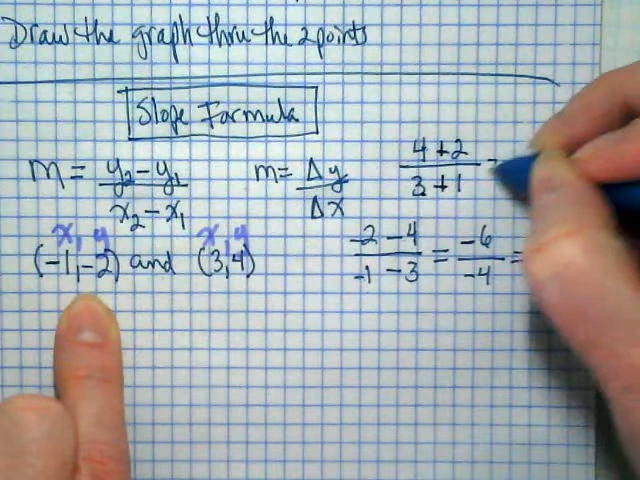 Draw the graph thru the 2 points
Slope Formula
m = y₂ - y₁ / x₂ - x₁ m = Δy / Δx 4 + 2 / 3 + 1 =
x, y x, y
(-1, -2) and (3, 4) -2 - 4 / -1 - 3 = -6 / -4 =